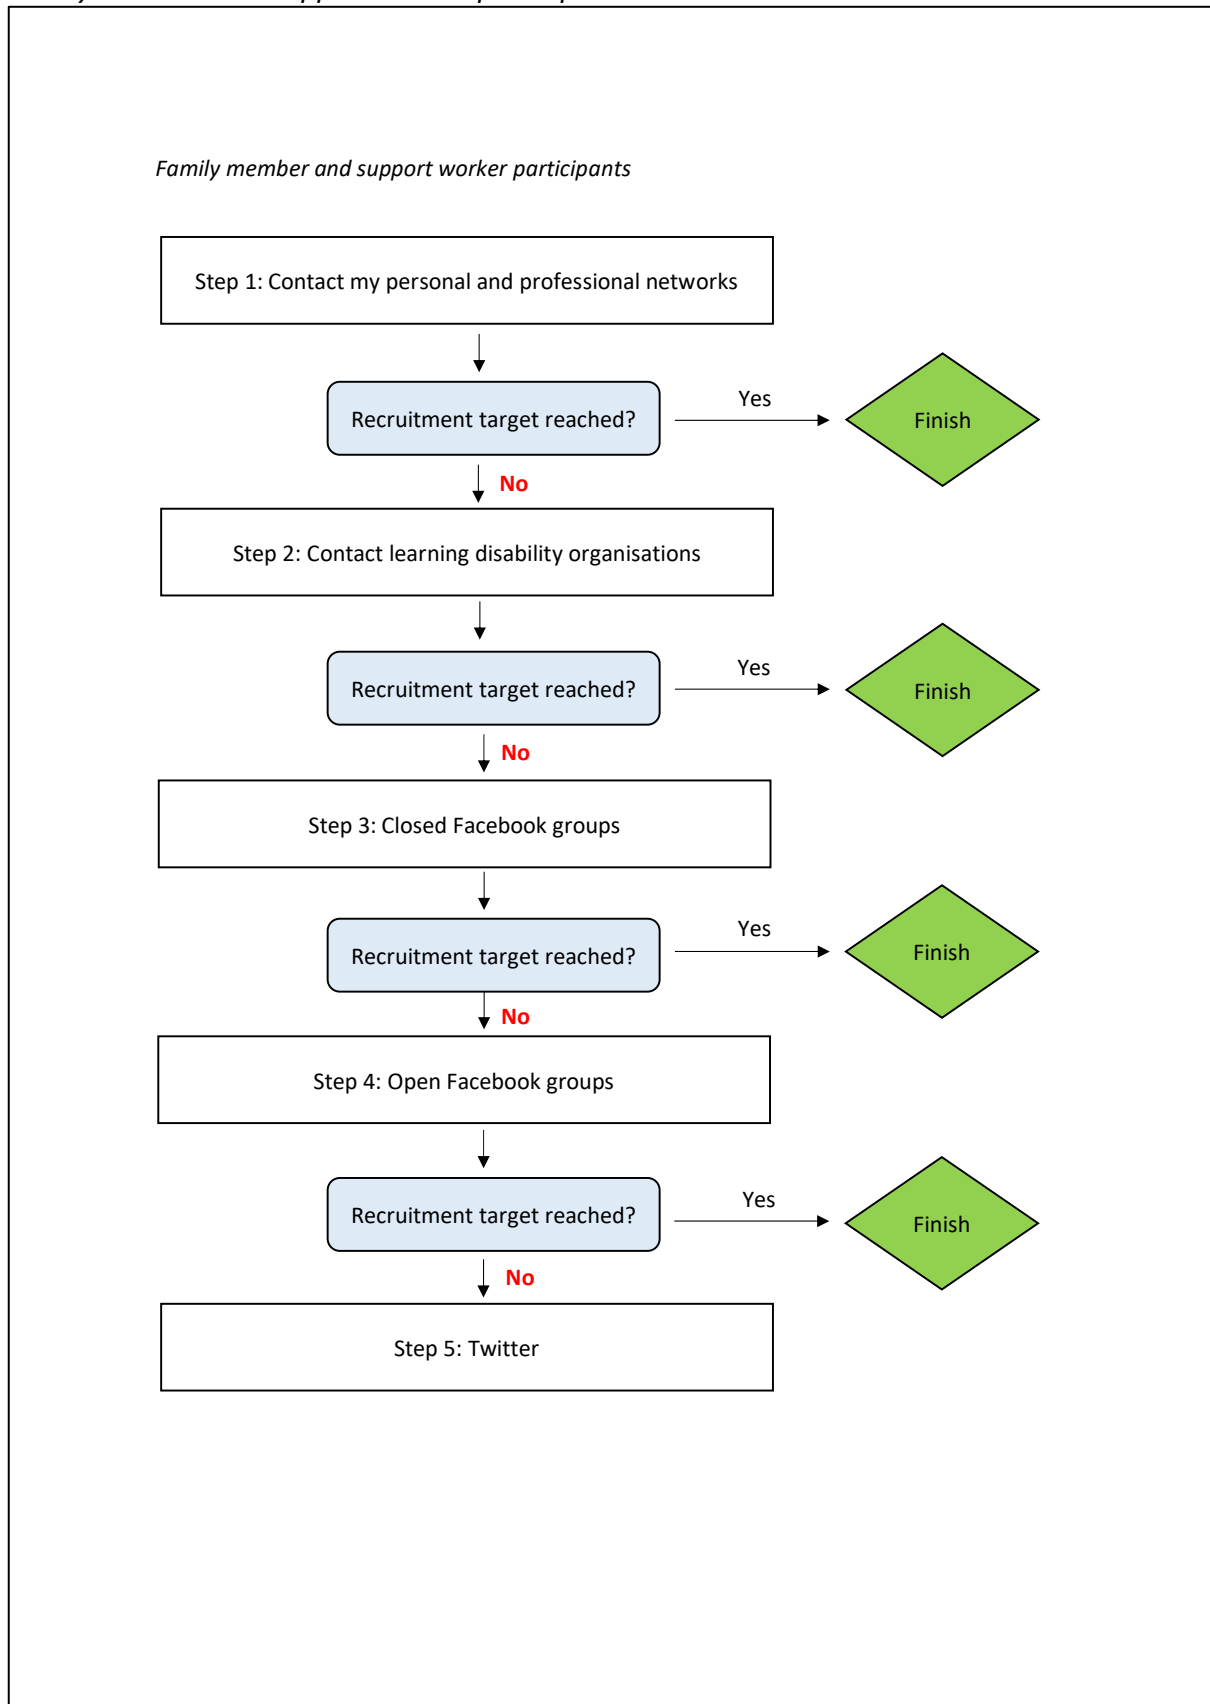 Family member and support worker participants
Step 1: Contact my personal and professional networks
Recruitment target reached?
Yes
Finish
No
Step 2: Contact learning disability organisations
Recruitment target reached?
Yes
Finish
No
Step 3: Closed Facebook groups
Recruitment target reached?
Yes
Finish
No
Step 4: Open Facebook groups
Recruitment target reached?
Yes
Finish
No
Step 5: Twitter